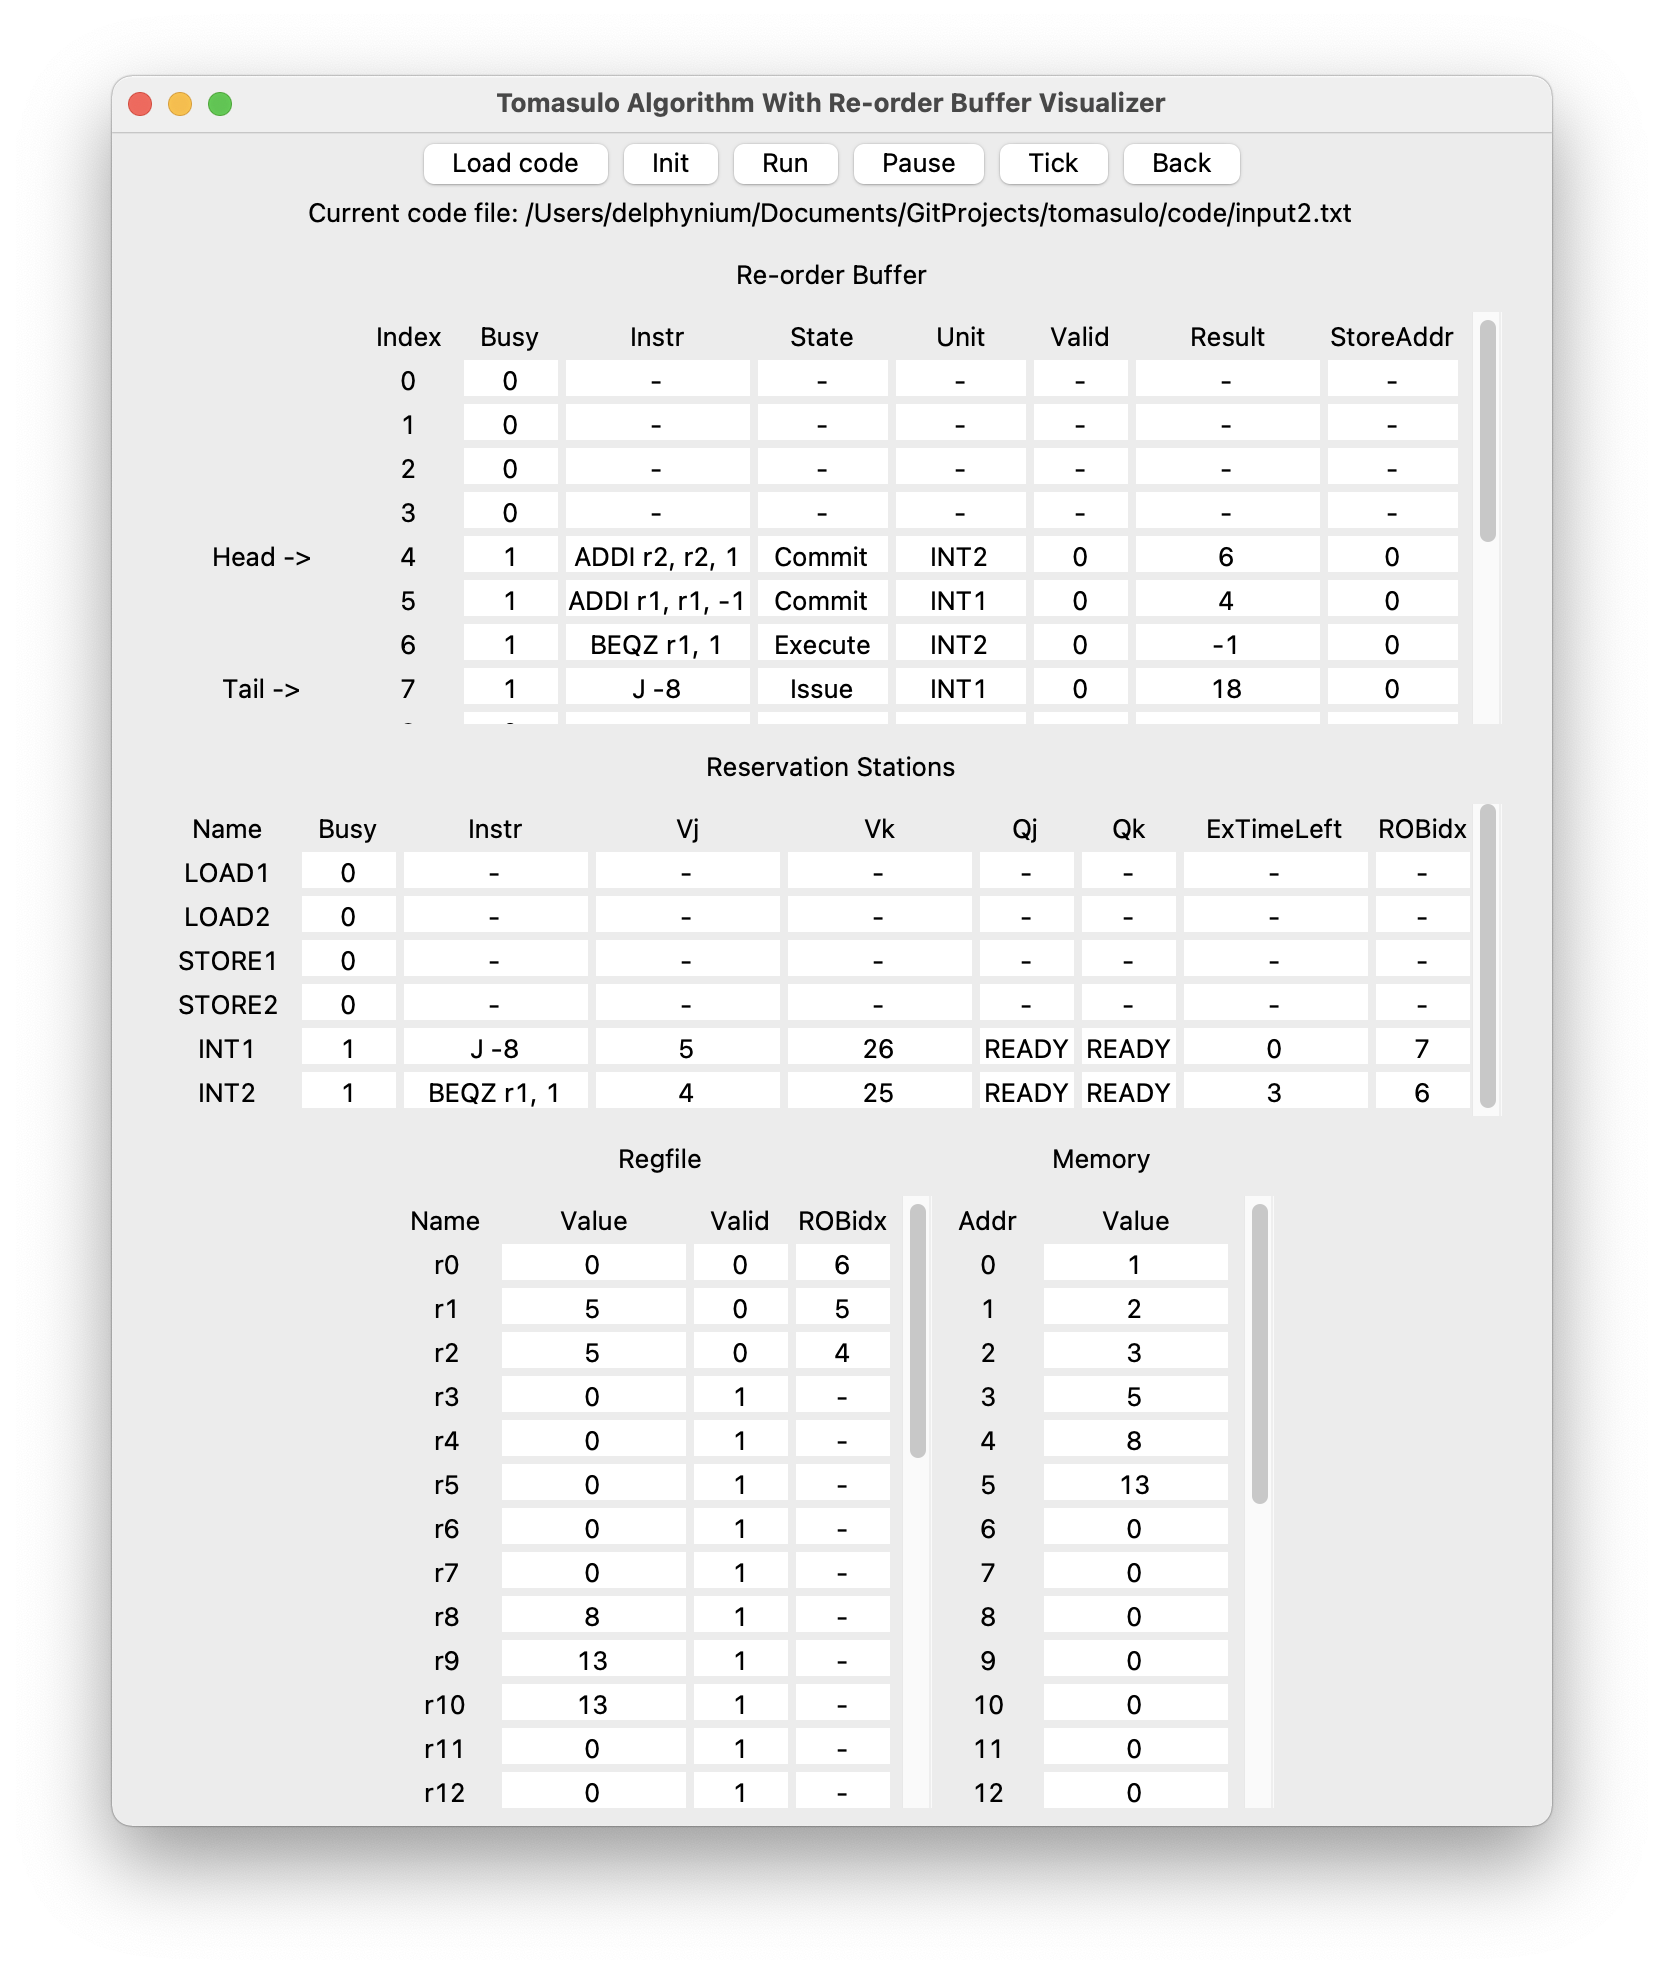 Tomasulo Algorithm With Re-order Buffer Visualizer
Load code Init Run Pause Tick Back
Current code file: /Users/delphynium/Documents/GitProjects/tomasulo/code/input2.txt
Re-order Buffer
Index Busy Instr State Unit Valid Result StoreAddr
0 0 - - - - - -
1 0 - - - - - -
2 0 - - - - - -
3 0 - - - - - -
Head -> 4 1 ADDI r2, r2, 1 Commit INT2 0 6 0
5 1 ADDI r1, r1, -1 Commit INT1 0 4 0
6 1 BEQZ r1, 1 Execute INT2 0 -1 0
Tail -> 7 1 J -8 Issue INT1 0 18 0
Reservation Stations
Name Busy Instr Vj Vk Qj Qk ExTimeLeft ROBidx
LOAD1 0 - - - - - - -
LOAD2 0 - - - - - - -
STORE1 0 - - - - - - -
STORE2 0 - - - - - - -
INT1 1 J -8 5 26 READY READY 0 7
INT2 1 BEQZ r1, 1 4 25 READY READY 3 6
Regfile Memory
Name Value Valid ROBidx Addr Value
r0 0 0 6 0 1
r1 5 0 5 1 2
r2 5 0 4 2 3
r3 0 1 - 3 5
r4 0 1 - 4 8
r5 0 1 - 5 13
r6 0 1 - 6 0
r7 0 1 - 7 0
r8 8 1 - 8 0
r9 13 1 - 9 0
r10 13 1 - 10 0
r11 0 1 - 11 0
r12 0 1 - 12 0